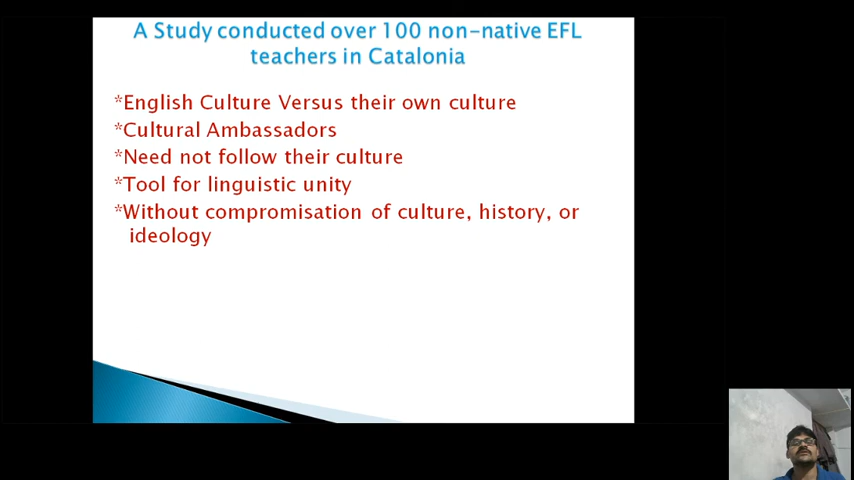 A Study conducted over 100 non-native EFL
teachers in Catalonia
*English Culture Versus their own culture
*Cultural Ambassadors
*Need not follow their culture
*Tool for linguistic unity
*Without compromisation of culture, history, or
ideology